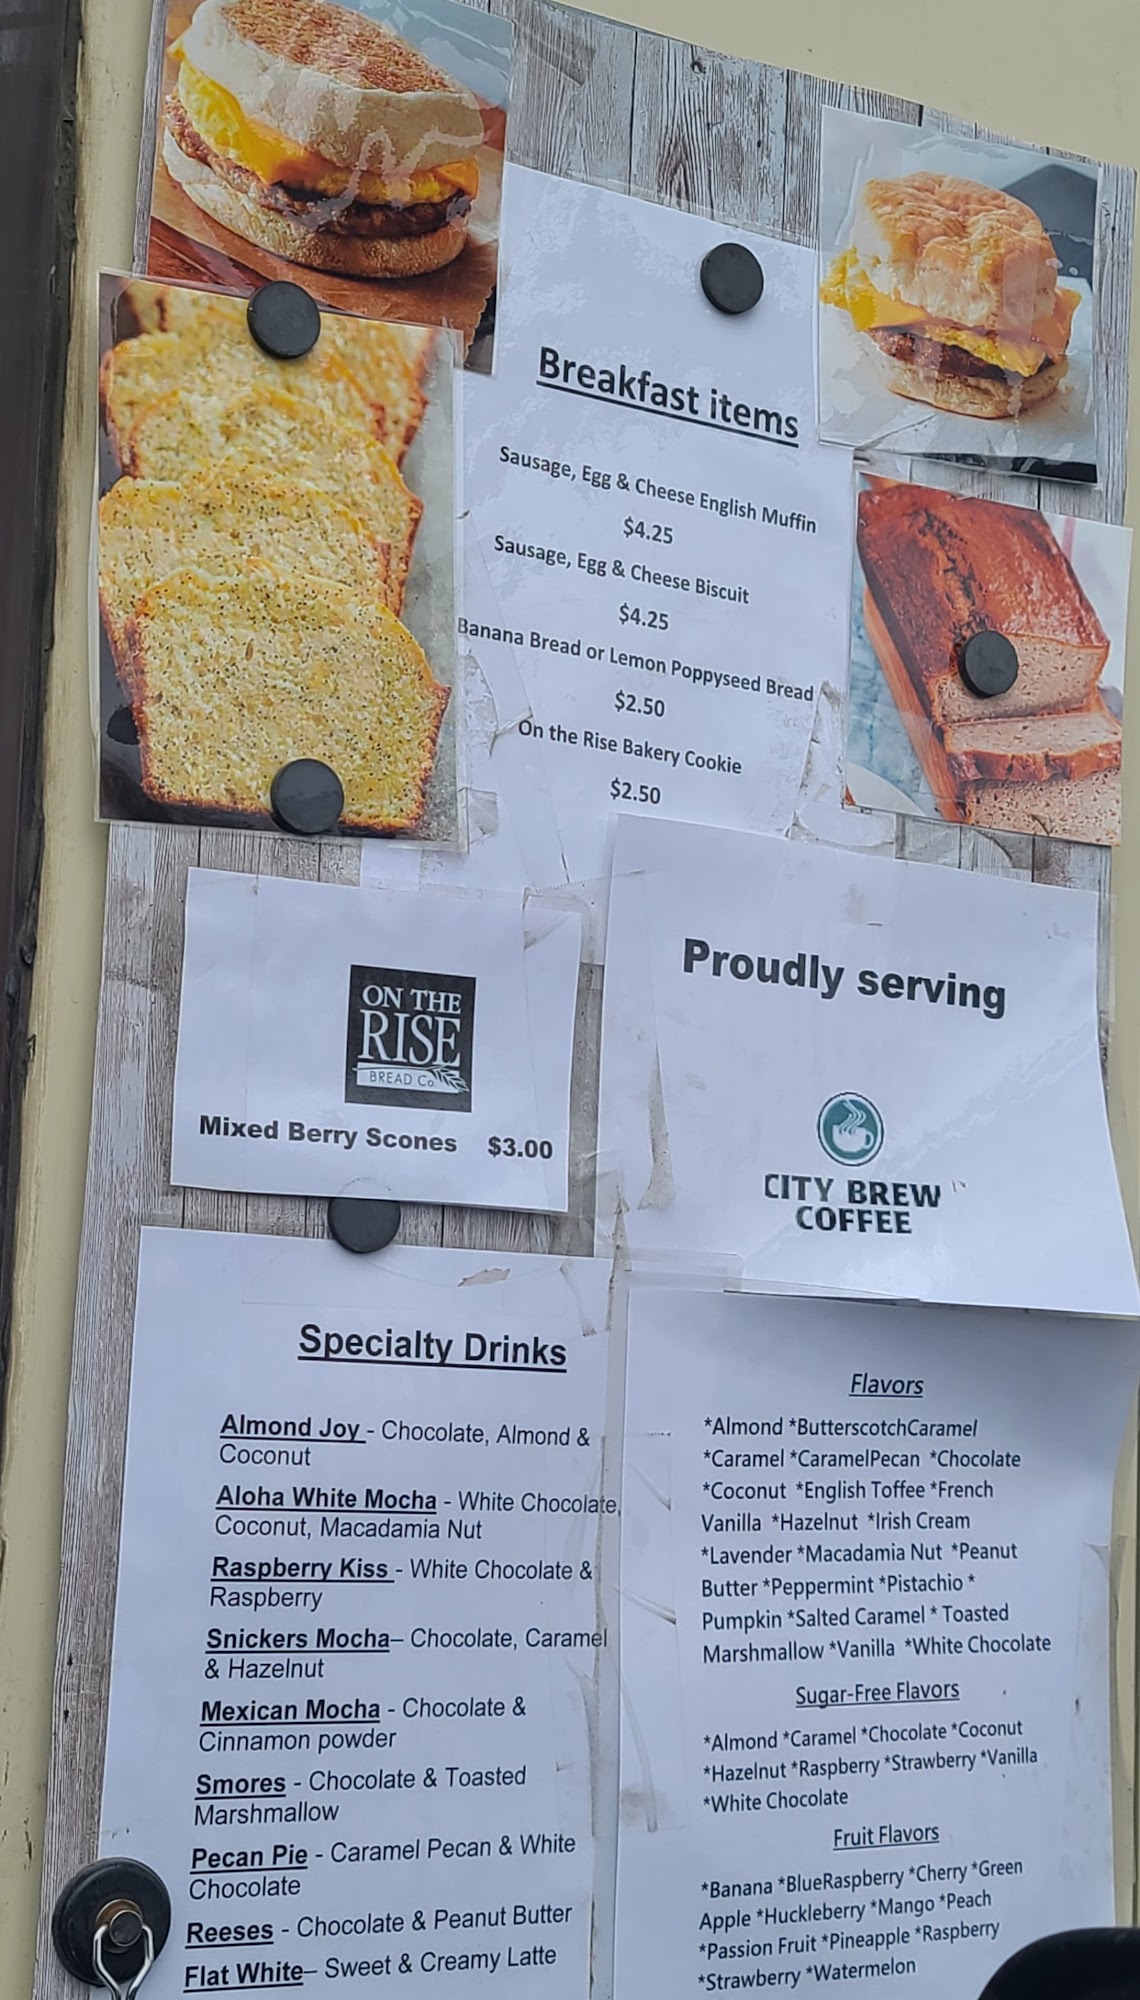 Breakfast items
Sausage, Egg & Cheese English Muffin
$4.25
Sausage, Egg & Cheese Biscuit
$4.25
Banana Bread or Lemon Poppyseed Bread
$2.50
On the Rise Bakery Cookie
$2.50
ON THE
RISE
BREAD Co.
Mixed Berry Scones $3.00
Proudly serving
CITY BREW
COFFEE
Specialty Drinks
Almond Joy - Chocolate, Almond &
Coconut
Aloha White Mocha - White Chocolate,
Coconut, Macadamia Nut
Raspberry Kiss - White Chocolate &
Raspberry
Snickers Mocha– Chocolate, Caramel
& Hazelnut
Mexican Mocha - Chocolate &
Cinnamon powder
Smores - Chocolate & Toasted
Marshmallow
Pecan Pie - Caramel Pecan & White
Chocolate
Reeses - Chocolate & Peanut Butter
Flat White– Sweet & Creamy Latte
Flavors
*Almond *ButterscotchCaramel
*Caramel *CaramelPecan *Chocolate
*Coconut *English Toffee *French
Vanilla *Hazelnut *Irish Cream
*Lavender *Macadamia Nut *Peanut
Butter *Peppermint *Pistachio *
Pumpkin *Salted Caramel * Toasted
Marshmallow *Vanilla *White Chocolate
Sugar-Free Flavors
*Almond *Caramel *Chocolate *Coconut
*Hazelnut *Raspberry *Strawberry *Vanilla
*White Chocolate
Fruit Flavors
*Banana *BlueRaspberry *Cherry *Green
Apple *Huckleberry *Mango *Peach
*Passion Fruit *Pineapple *Raspberry
*Strawberry *Watermelon